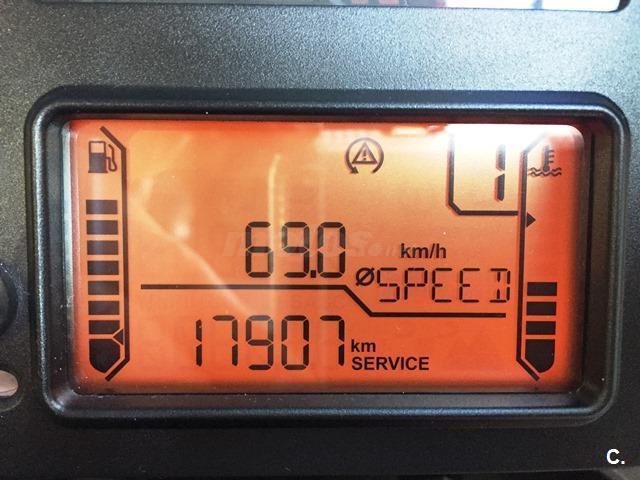 1
69.0 km/h
ØSPEED
17907 km
SERVICE
C.